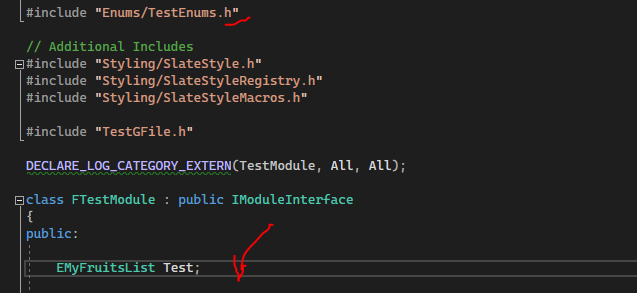 #include "Enums/TestEnums.h"
// Additional Includes
#include "Styling/SlateStyle.h"
#include "Styling/SlateStyleRegistry.h"
#include "Styling/SlateStyleMacros.h"
#include "TestGFile.h"
DECLARE_LOG_CATEGORY_EXTERN(TestModule, All, All);
class FTestModule : public IModuleInterface
{
public:
EMyFruitsList Test;